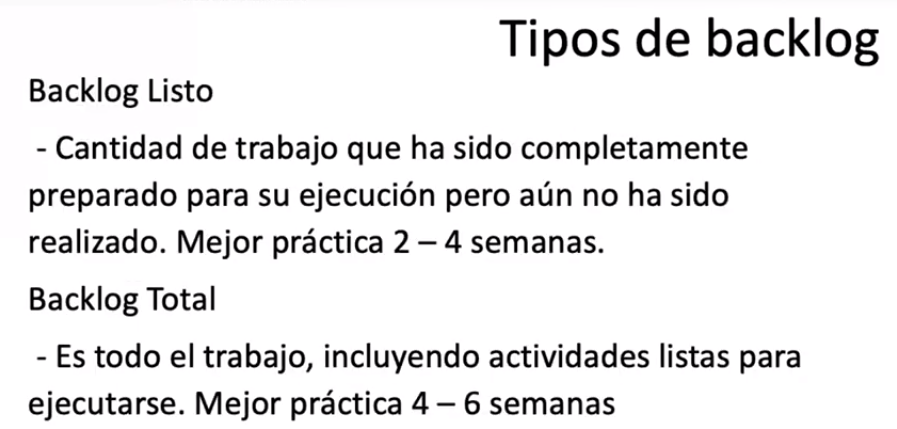 Tipos de backlog
Backlog Listo
- Cantidad de trabajo que ha sido completamente
preparado para su ejecución pero aún no ha sido
realizado. Mejor práctica 2 – 4 semanas.
Backlog Total
- Es todo el trabajo, incluyendo actividades listas para
ejecutarse. Mejor práctica 4 – 6 semanas